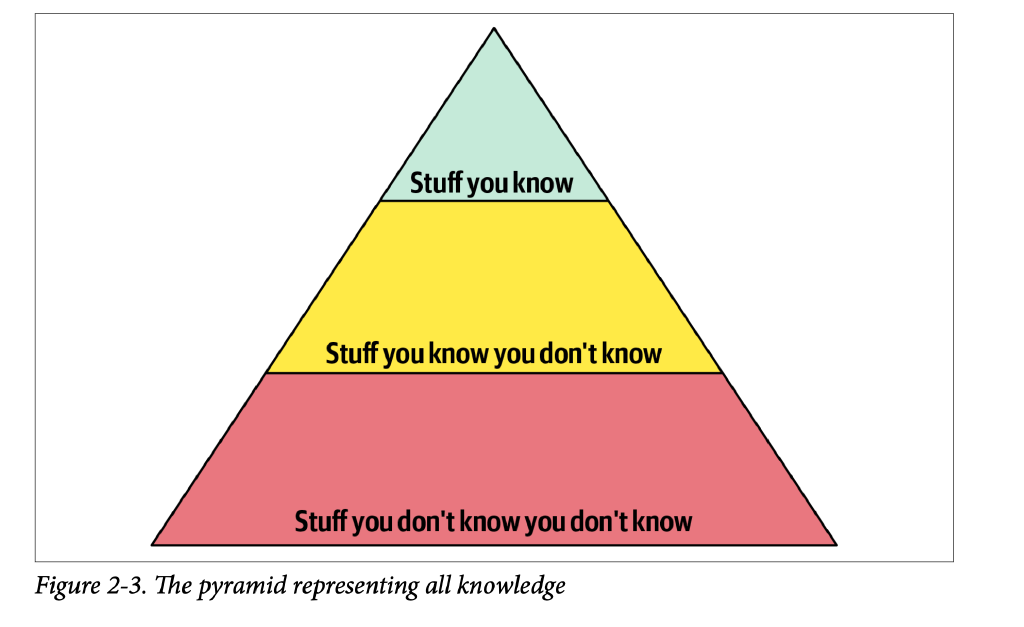 Stuff you know
Stuff you know you don't know
Stuff you don't know you don't know
Figure 2-3. The pyramid representing all knowledge